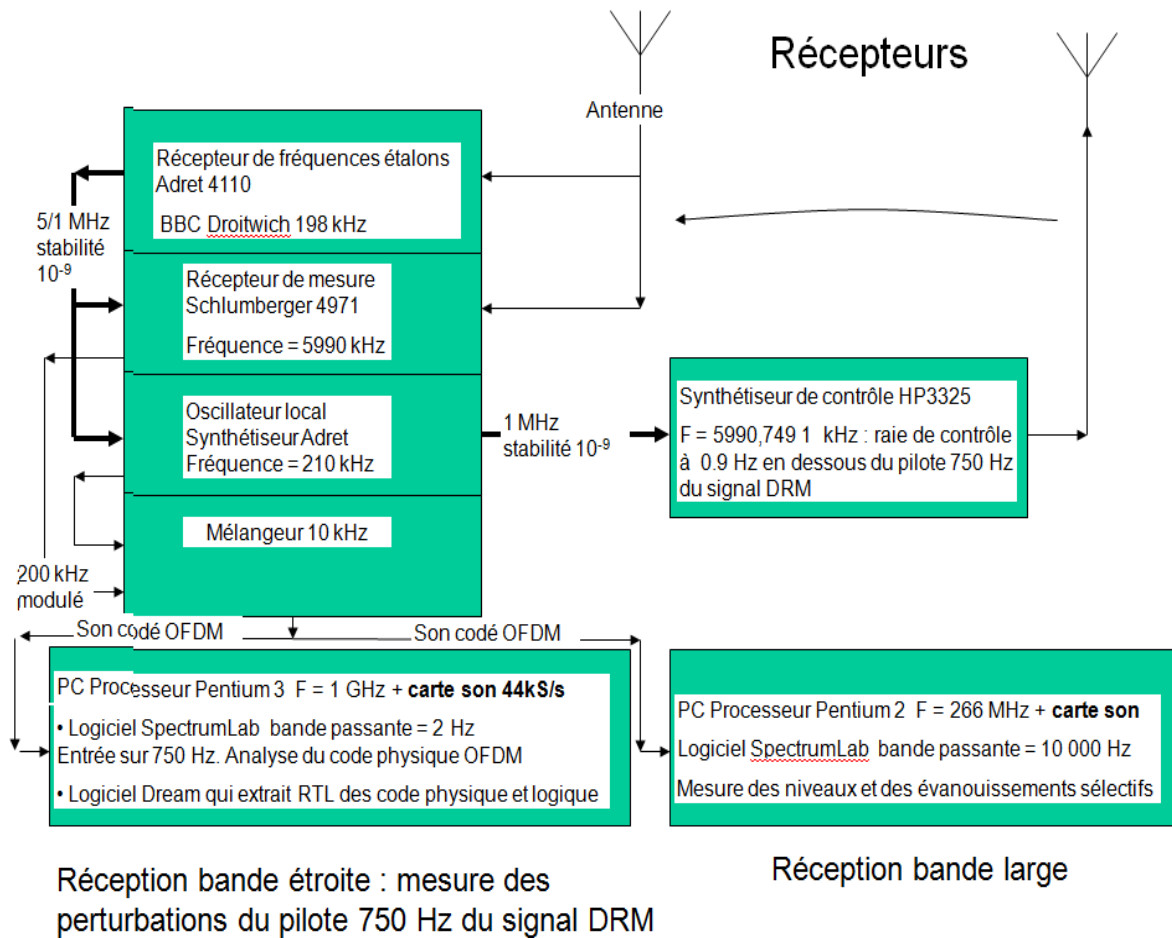 Récepteurs
Antenne
Récepteur de fréquences étalons
Adret 4110
BBC Droitwich 198 kHz
5/1 MHz
stabilité
10-9
Récepteur de mesure
Schlumberger 4971
Fréquence = 5990 kHz
Oscillateur local
Synthétiseur Adret
Fréquence = 210 kHz
1 MHz
stabilité 10-9
Synthétiseur de contrôle HP3325
F = 5990,749 1 kHz : raie de contrôle
à 0.9 Hz en dessous du pilote 750 Hz
du signal DRM
Mélangeur 10 kHz
200 kHz
modulé
Son codé OFDM
Son codé OFDM
PC Processeur Pentium 3 F = 1 GHz + carte son 44kS/s
• Logiciel SpectrumLab bande passante = 2 Hz
Entrée sur 750 Hz. Analyse du code physique OFDM
• Logiciel Dream qui extrait RTL des code physique et logique
PC Processeur Pentium 2 F = 266 MHz + carte son
Logiciel SpectrumLab bande passante = 10 000 Hz
Mesure des niveaux et des évanouissements sélectifs
Réception bande étroite : mesure des
perturbations du pilote 750 Hz du signal DRM
Réception bande large